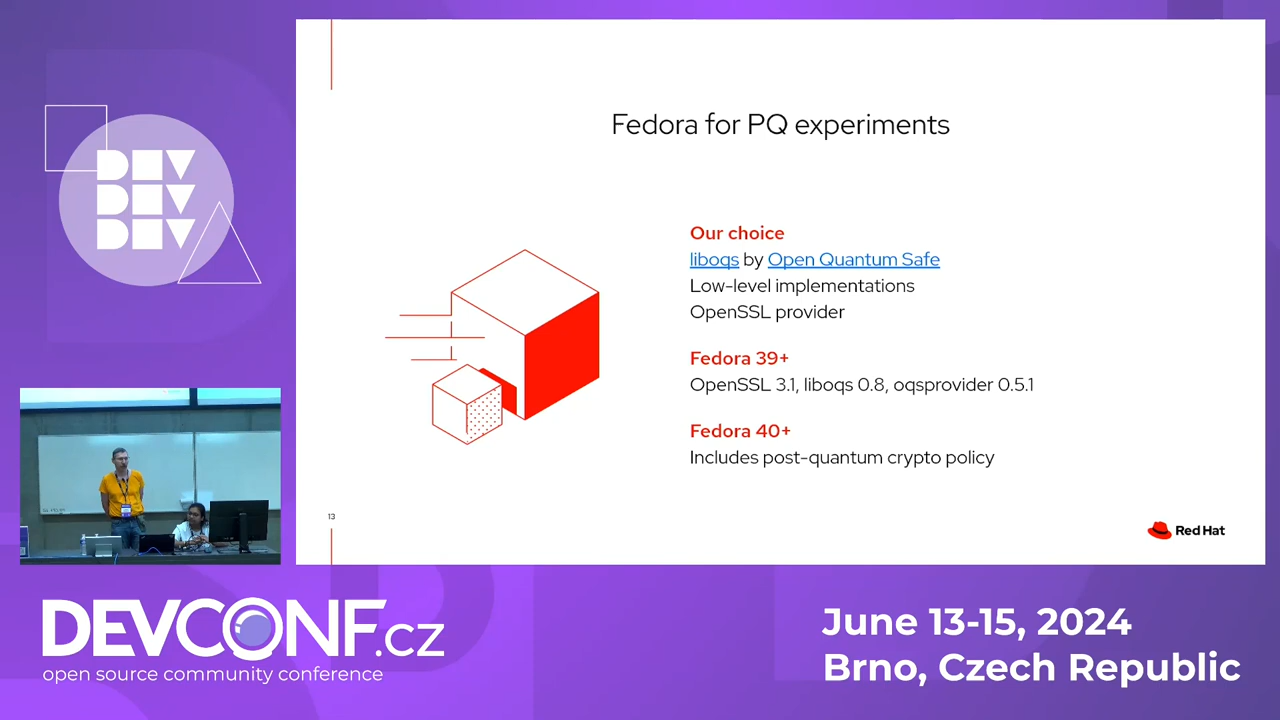 DEV
DEV
DEV
Fedora for PQ experiments
Our choice
liboqs by Open Quantum Safe
Low-level implementations
OpenSSL provider
Fedora 39+
OpenSSL 3.1, liboqs 0.8, oqsprovider 0.5.1
Fedora 40+
Includes post-quantum crypto policy
13
Red Hat
DEVCONF.cz
open source community conference
June 13-15, 2024
Brno, Czech Republic